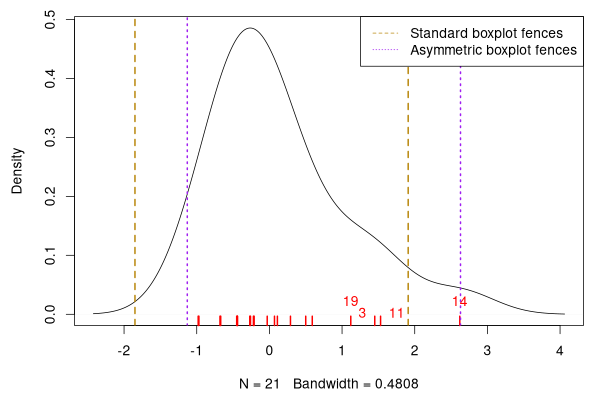 Standard boxplot fences
Asymmetric boxplot fences
Density
0.5
0.4
0.3
0.2
0.1
0.0
19
3
11
14
-2 -1 0 1 2 3 4
N = 21 Bandwidth = 0.4808